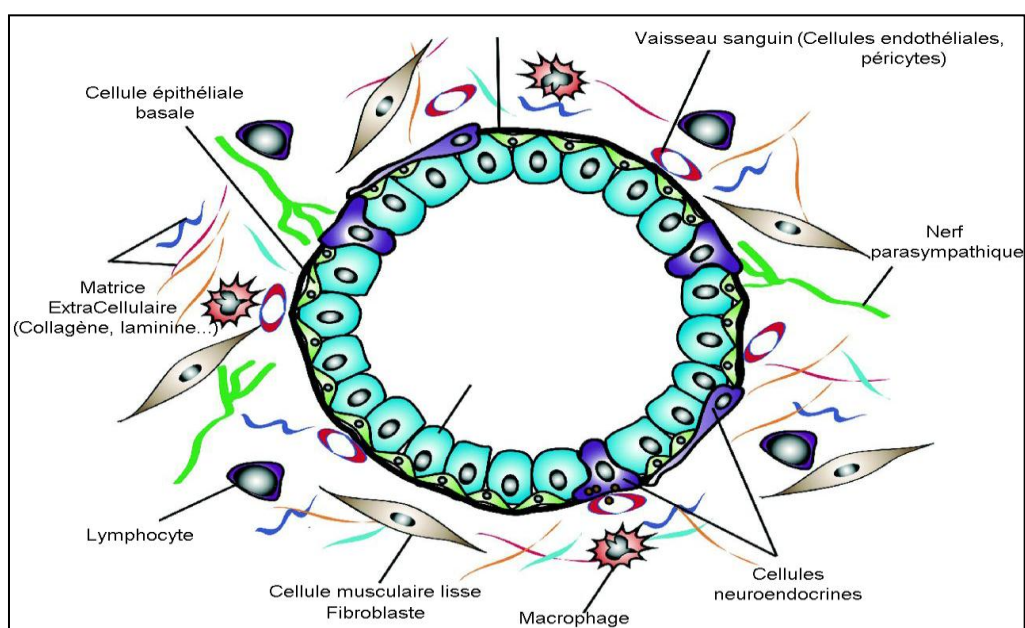 Vaisseau sanguin (Cellules endothéliales,
péricytes)
Cellule épithéliale
basale
Nerf
parasympathique
Matrice
ExtraCellulaire
(Collagène, laminine...)
Lymphocyte
Cellule musculaire lisse
Fibroblaste
Macrophage
Cellules
neuroendocrines